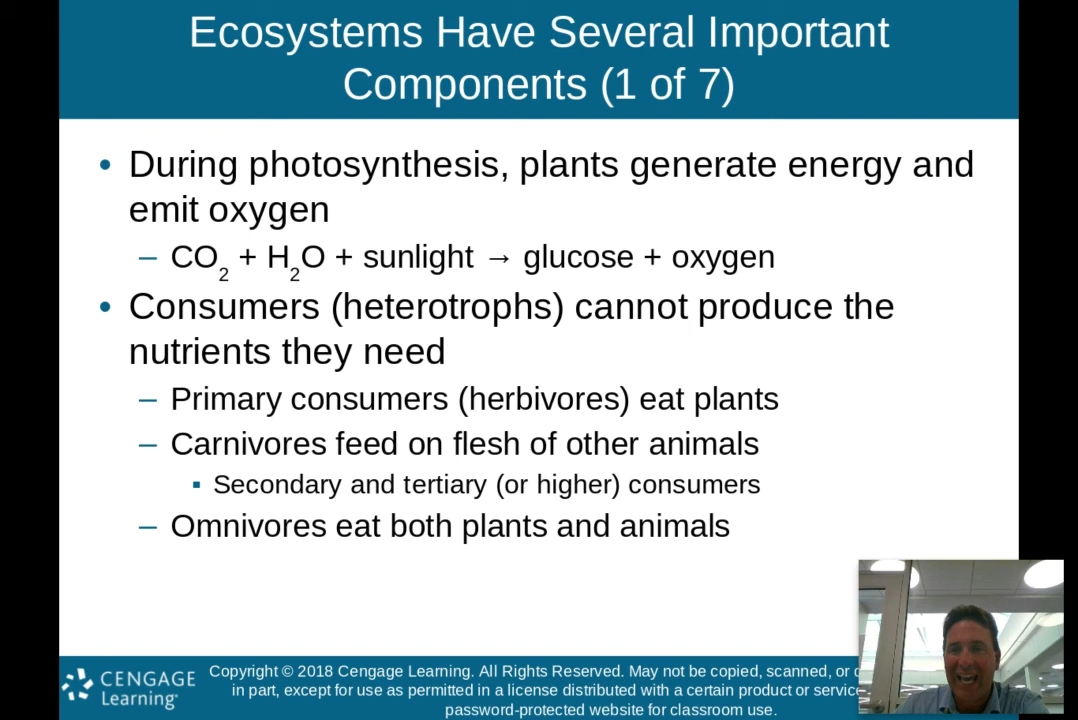 Ecosystems Have Several Important
Components (1 of 7)
• During photosynthesis, plants generate energy and
emit oxygen
– CO2 + H2O + sunlight → glucose + oxygen
• Consumers (heterotrophs) cannot produce the
nutrients they need
– Primary consumers (herbivores) eat plants
– Carnivores feed on flesh of other animals
▪ Secondary and tertiary (or higher) consumers
– Omnivores eat both plants and animals
CENGAGE
Learning
Copyright © 2018 Cengage Learning. All Rights Reserved. May not be copied, scanned, or
in part, except for use as permitted in a license distributed with a certain product or service
password-protected website for classroom use.